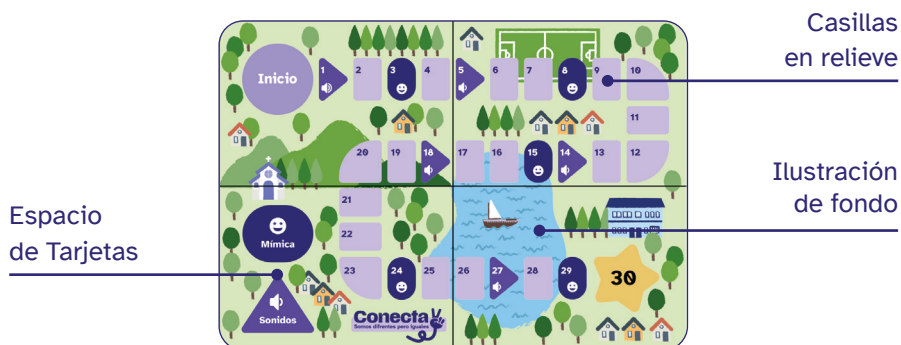 Casillas
en relieve
Ilustración
de fondo
Espacio
de Tarjetas
Inicio
1
2
3
4
5
6
7
8
9
10
11
12
13
14
15
16
17
18
19
20
21
22
23
24
25
26
27
28
29
30
Mímica
Sonidos
Conecta
Somos difrentes pero iguales